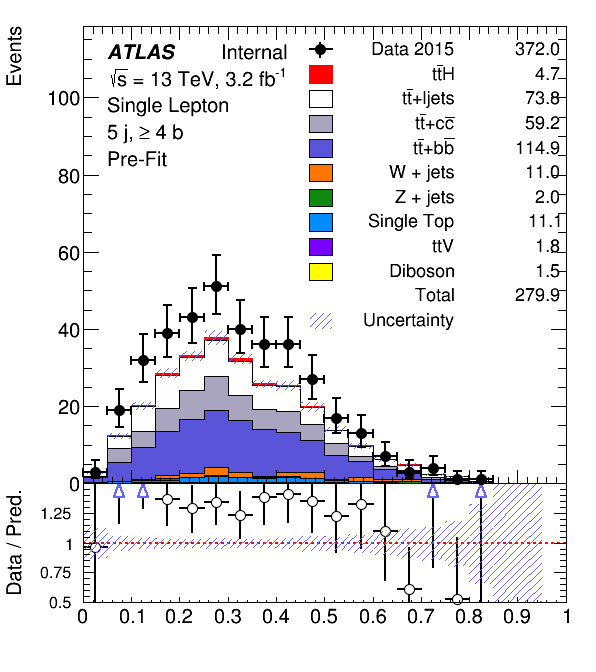 Events
ATLAS Internal
√s = 13 TeV, 3.2 fb⁻¹
Single Lepton
5 j, ≥ 4 b
Pre-Fit
Data 2015 372.0
tt̄H 4.7
tt̄+ljets 73.8
tt̄+cc̄ 59.2
tt̄+bb̄ 114.9
W + jets 11.0
Z + jets 2.0
Single Top 11.1
ttV 1.8
Diboson 1.5
Total 279.9
Uncertainty
100
80
60
40
20
0
Data / Pred.
1.25
1
0.75
0.5
0 0.1 0.2 0.3 0.4 0.5 0.6 0.7 0.8 0.9 1